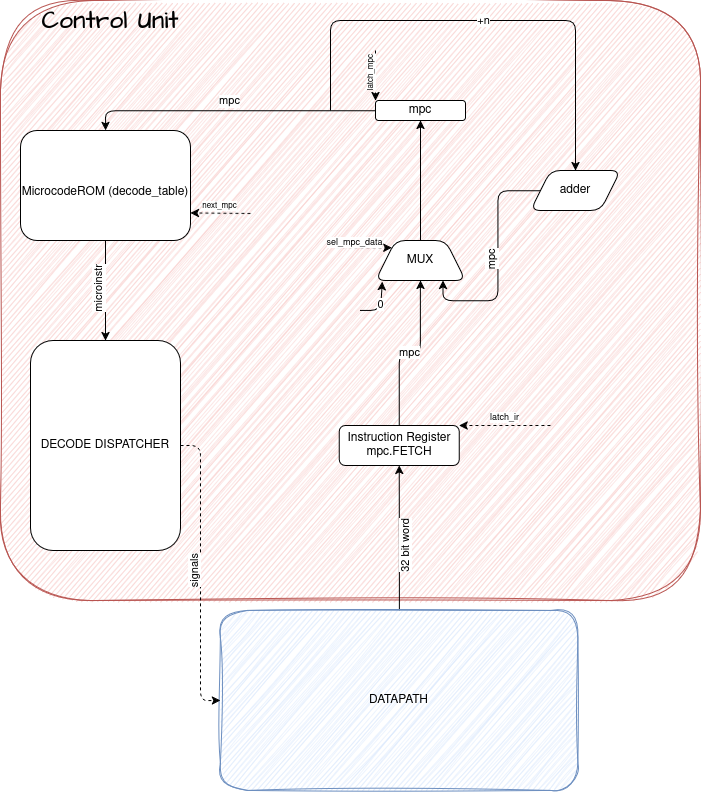 Control Unit
+n
latch_mpc
mpc
mpc
MicrocodeROM (decode_table)
next_mpc
adder
sel_mpc_data
MUX
mpc
microinstr
0
mpc
DECODE DISPATCHER
latch_ir
Instruction Register
mpc.FETCH
32 bit word
signals
DATAPATH